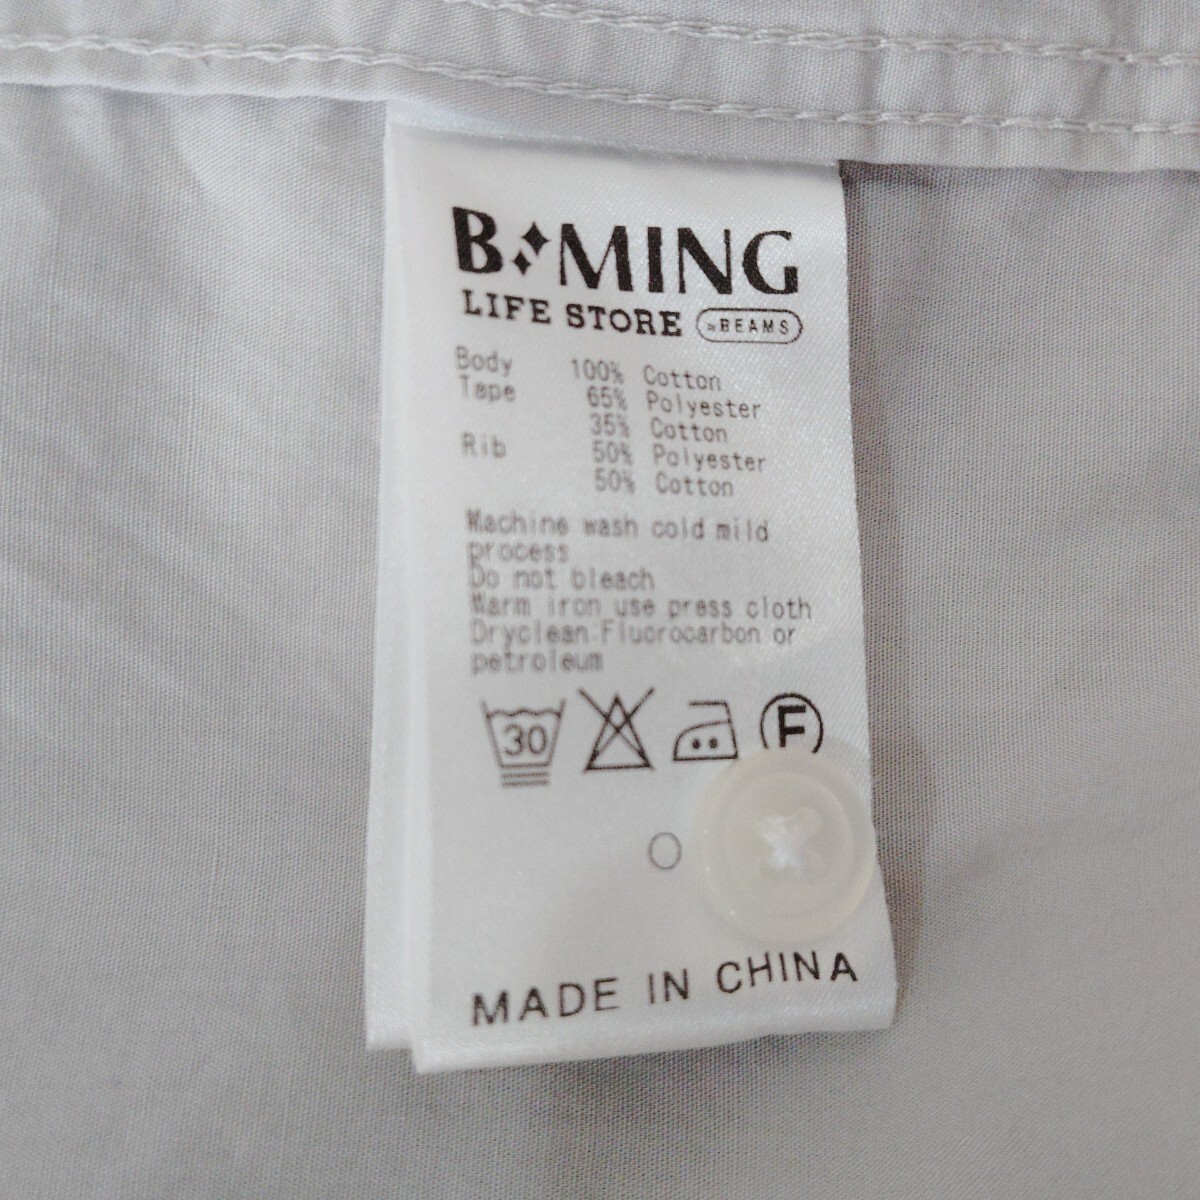 B MING
LIFE STORE BEAMS
Body 100% Cotton
Tape 65% Polyester
35% Cotton
Rib 50% Polyester
50% Cotton
Machine wash cold mild
process
Do not bleach
Warm iron use press cloth
Dryclean Fluorocarbon or
petroleum
30
F
MADE IN CHINA